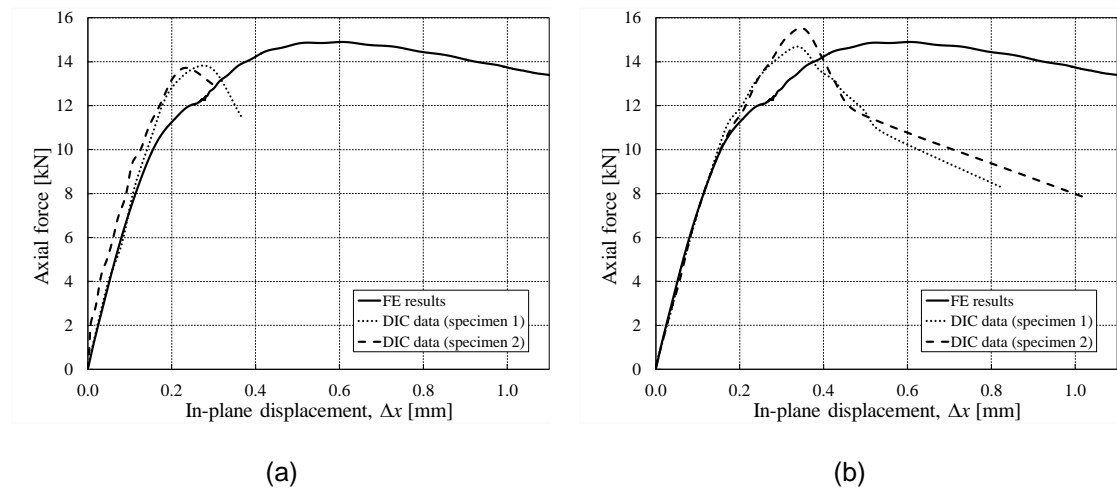 16
14
12
10
8
6
4
2
0
Axial force [kN]
0.0 0.2 0.4 0.6 0.8 1.0
In-plane displacement, Δx [mm]
FE results
DIC data (specimen 1)
DIC data (specimen 2)
(a)
16
14
12
10
8
6
4
2
0
Axial force [kN]
0.0 0.2 0.4 0.6 0.8 1.0
In-plane displacement, Δx [mm]
FE results
DIC data (specimen 1)
DIC data (specimen 2)
(b)